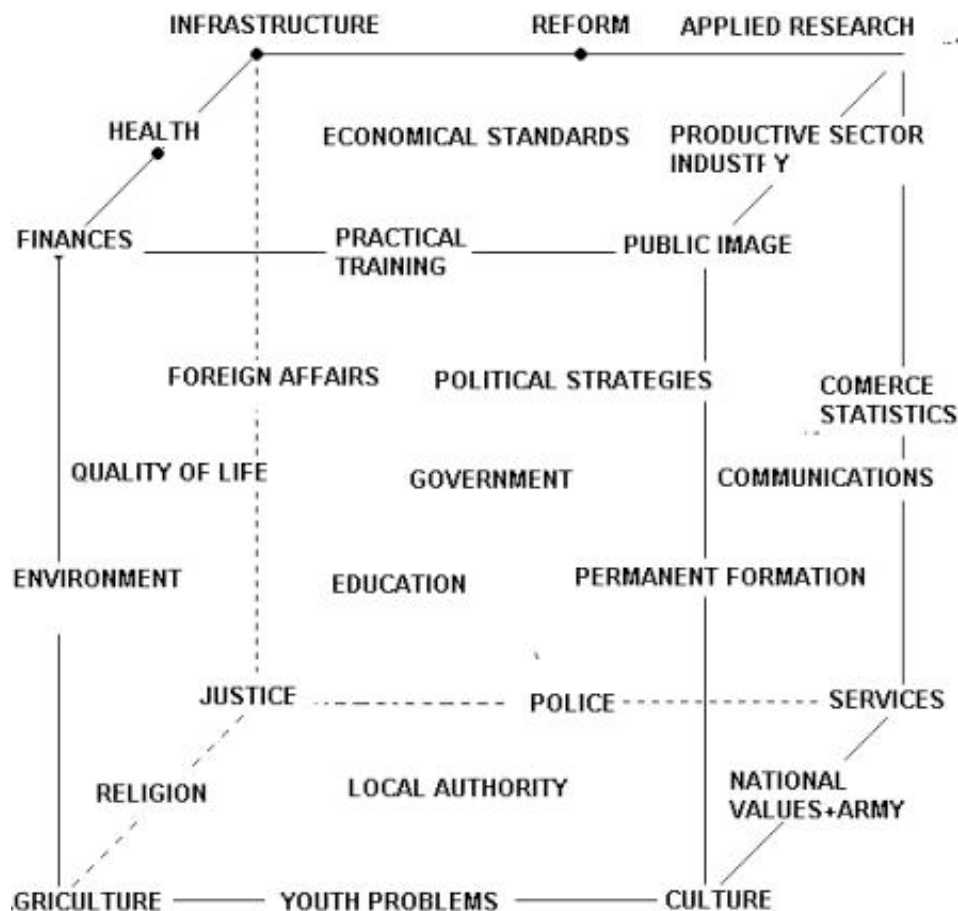 INFRASTRUCTURE REFORM APPLIED RESEARCH
HEALTH ECONOMICAL STANDARDS PRODUCTIVE SECTOR
INDUSTRY
FINANCES PRACTICAL
TRAINING PUBLIC IMAGE
FOREIGN AFFAIRS POLITICAL STRATEGIES COMERCE
STATISTICS
QUALITY OF LIFE GOVERNMENT COMMUNICATIONS
ENVIRONMENT EDUCATION PERMANENT FORMATION
JUSTICE POLICE SERVICES
RELIGION LOCAL AUTHORITY NATIONAL
VALUES+ARMY
GRICULTURE YOUTH PROBLEMS CULTURE